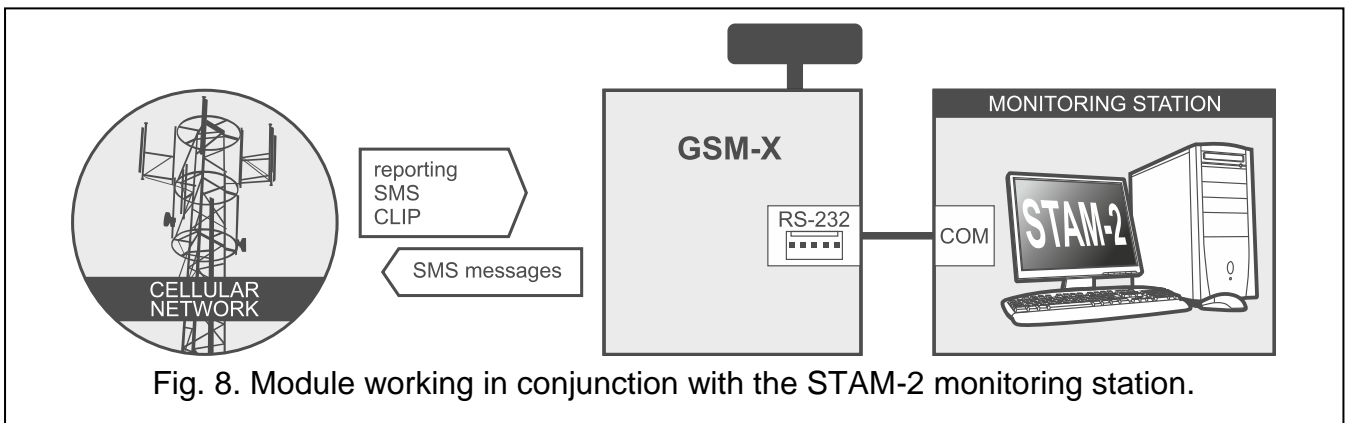 CELLULAR
NETWORK
reporting
SMS
CLIP
SMS messages
GSM-X
RS-232
COM
MONITORING STATION
STAM-2
Fig. 8. Module working in conjunction with the STAM-2 monitoring station.